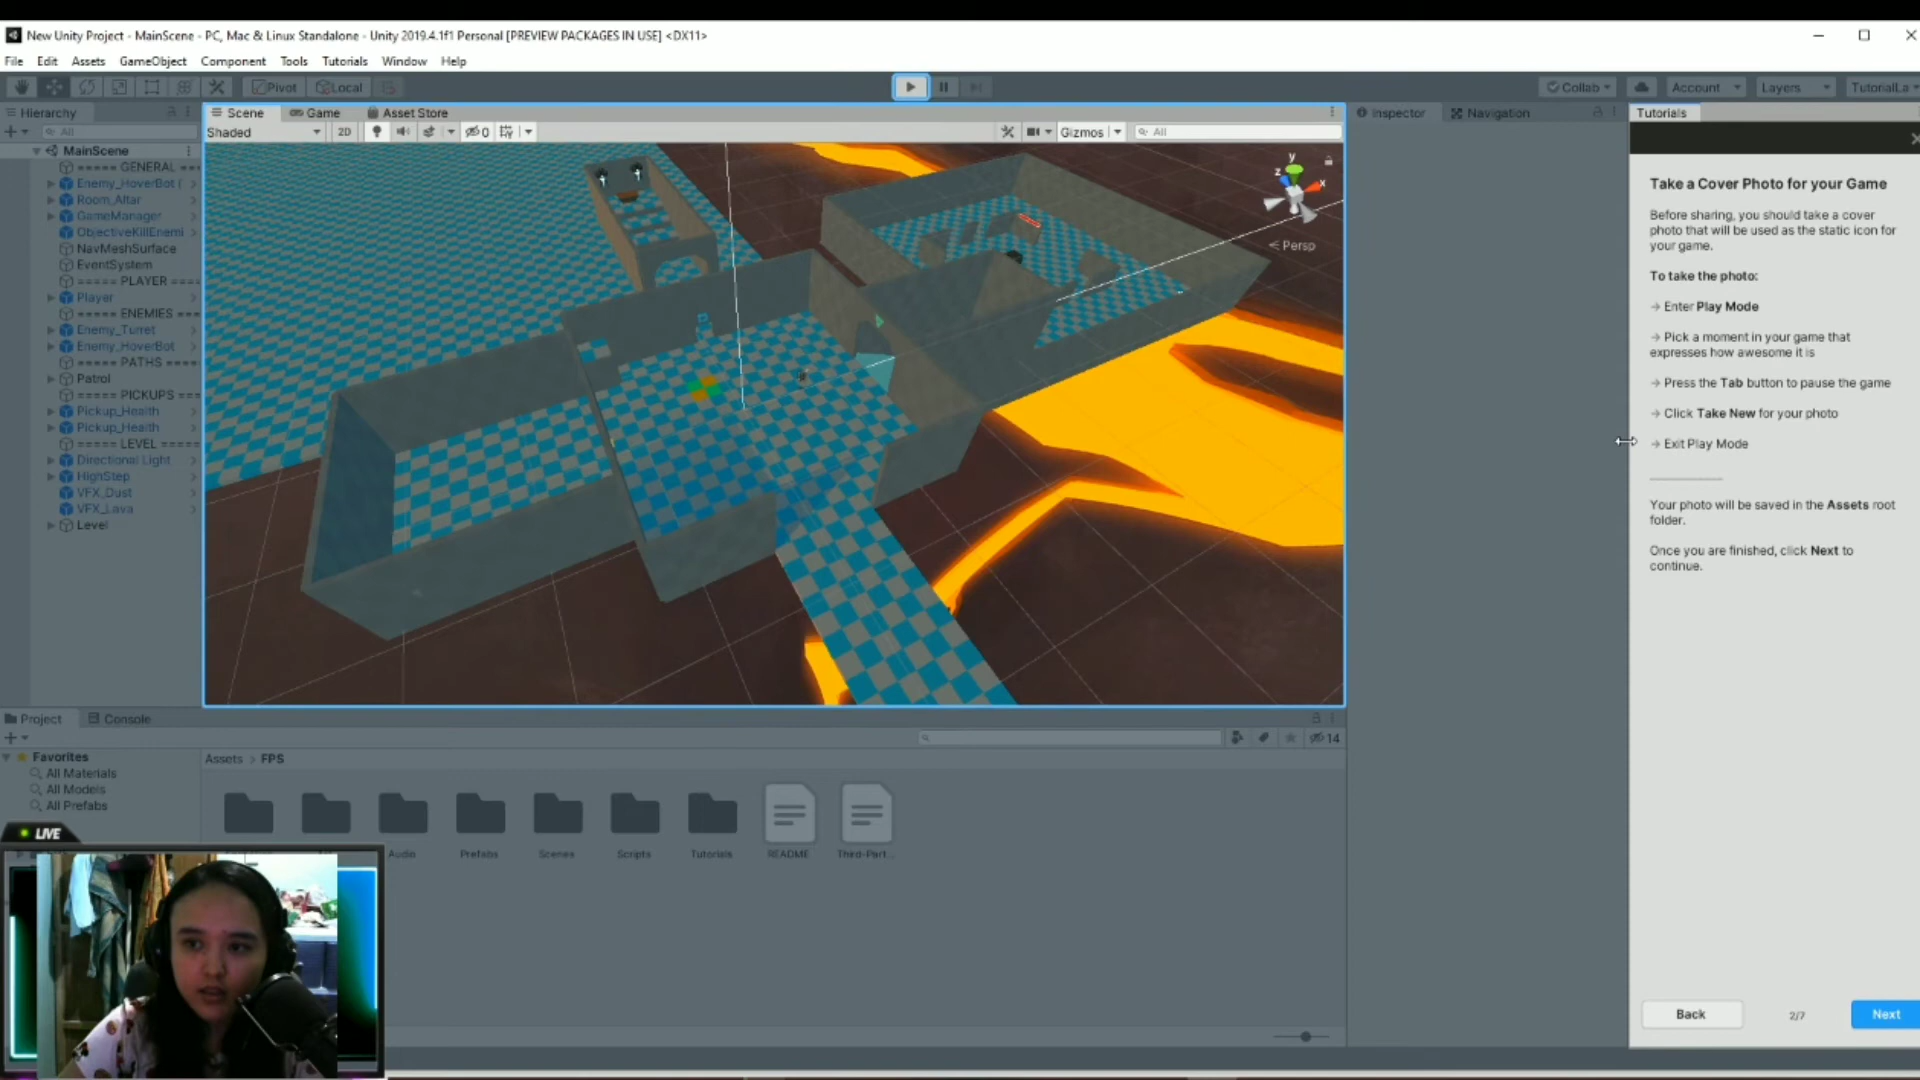 New Unity Project - MainScene - PC, Mac & Linux Standalone - Unity 2019.4.1f1 Personal [PREVIEW PACKAGES IN USE] <DX11>
File Edit Assets GameObject Component Tools Tutorials Window Help
Pivot Local Collab Account Layers TutorialLa
Hierarchy
All
MainScene
===== GENERAL =====
Enemy_HoverBot (
Room_Altar
GameManager
ObjectiveKillEnemi
NavMeshSurface
EventSystem
===== PLAYER ====
Player
===== ENEMIES ===
Enemy_Turret
Enemy_HoverBot
===== PATHS =====
Patrol
===== PICKUPS ===
Pickup_Health
Pickup_Health
===== LEVEL =====
Directional Light
HighStep
VFX_Dust
VFX_Lava
Level
Scene Game Asset Store
Shaded 2D 0 Gizmos All
y
z
x
Persp
Inspector Navigation
Tutorials
Take a Cover Photo for your Game
Before sharing, you should take a cover
photo that will be used as the static icon for
your game.
To take the photo:
→ Enter Play Mode
→ Pick a moment in your game that
expresses how awesome it is
→ Press the Tab button to pause the game
→ Click Take New for your photo
→ Exit Play Mode
Your photo will be saved in the Assets root
folder.
Once you are finished, click Next to
continue.
Back 2/7 Next
Project Console
14
Favorites
All Materials
All Models
All Prefabs
Assets > FPS
Audio Prefabs Scenes Scripts Tutorials README Third-Part...
LIVE